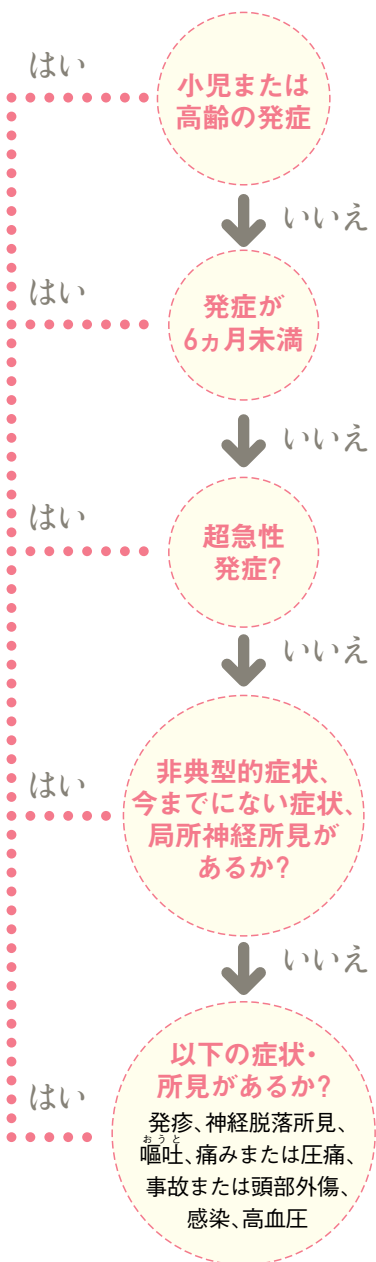 はい
小児または
高齢の発症
いいえ
はい
発症が
6ヵ月未満
いいえ
はい
超急性
発症?
いいえ
はい
非典型的症状、
今までにない症状、
局所神経所見が
あるか?
いいえ
はい
以下の症状・
所見があるか?
発疹、神経脱落所見、
おうと
嘔吐、痛みまたは圧痛、
事故または頭部外傷、
感染、高血圧